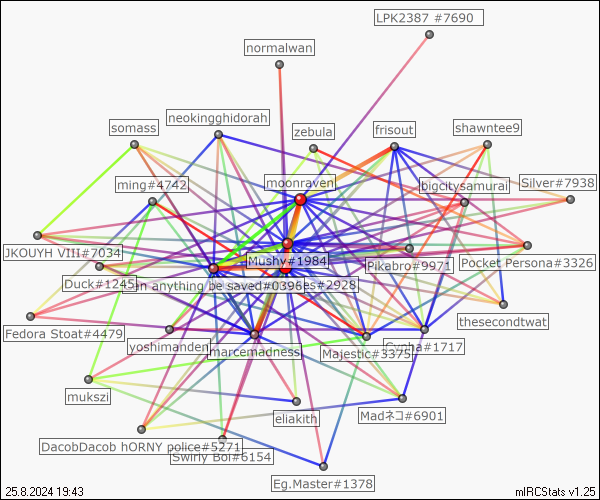 LPK2387 #7690
normalwan
neokingghidorah
somass
zebula
frisout
shawntee9
moonraven
ming#4742
bigcitysamurai
Silver#7938
JKOUYH VIII#7034
Mushy#1984
Pikabro#9971
Pocket Persona#3326
Duck#1245
an anything be saved#0396
es#2928
thesecondtwat
Fedora Stoat#4479
yoshimanden
marcemadness
Majestic#3375
#1717
mukszi
eliakith
Madネコ#6901
DacobDacob hORNY police#5271
Swirly Boi#6154
Eg.Master#1378
25.8.2024 19:43
mIRCStats v1.25